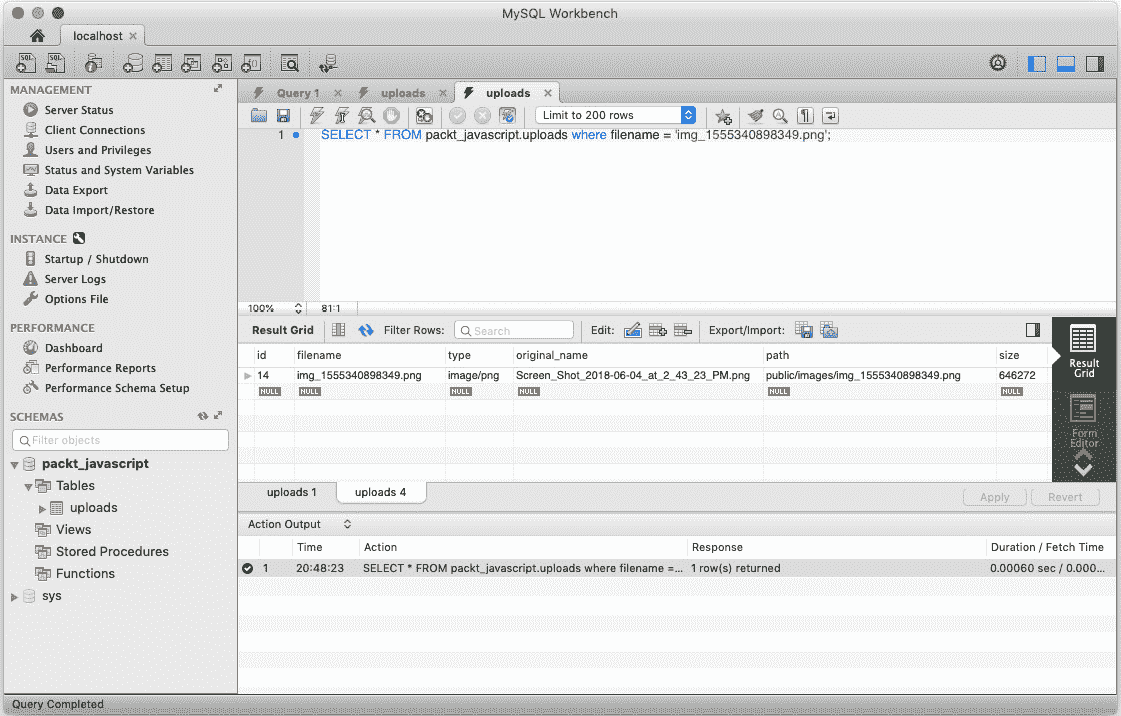 MySQL Workbench
localhost
MANAGEMENT
Server Status
Client Connections
Users and Privileges
Status and System Variables
Data Export
Data Import/Restore
INSTANCE
Startup / Shutdown
Server Logs
Options File
PERFORMANCE
Dashboard
Performance Reports
Performance Schema Setup
SCHEMAS
Filter objects
packt_javascript
Tables
uploads
Views
Stored Procedures
Functions
sys
Query 1 uploads uploads
Limit to 200 rows
1 SELECT * FROM packt_javascript.uploads where filename = 'img_1555340898349.png';
100% 81:1
Result Grid Filter Rows: Search Edit: Export/Import:
id filename type original_name path size
14 img_1555340898349.png image/png Screen_Shot_2018-06-04_at_2_43_23_PM.png public/images/img_1555340898349.png 646272
NULL NULL NULL NULL NULL NULL
Result
Grid
Form
Editor
uploads 1 uploads 4 Apply Revert
Action Output
Time Action Response Duration / Fetch Time
1 20:48:23 SELECT * FROM packt_javascript.uploads where filename =... 1 row(s) returned 0.00060 sec / 0.000...
Query Completed